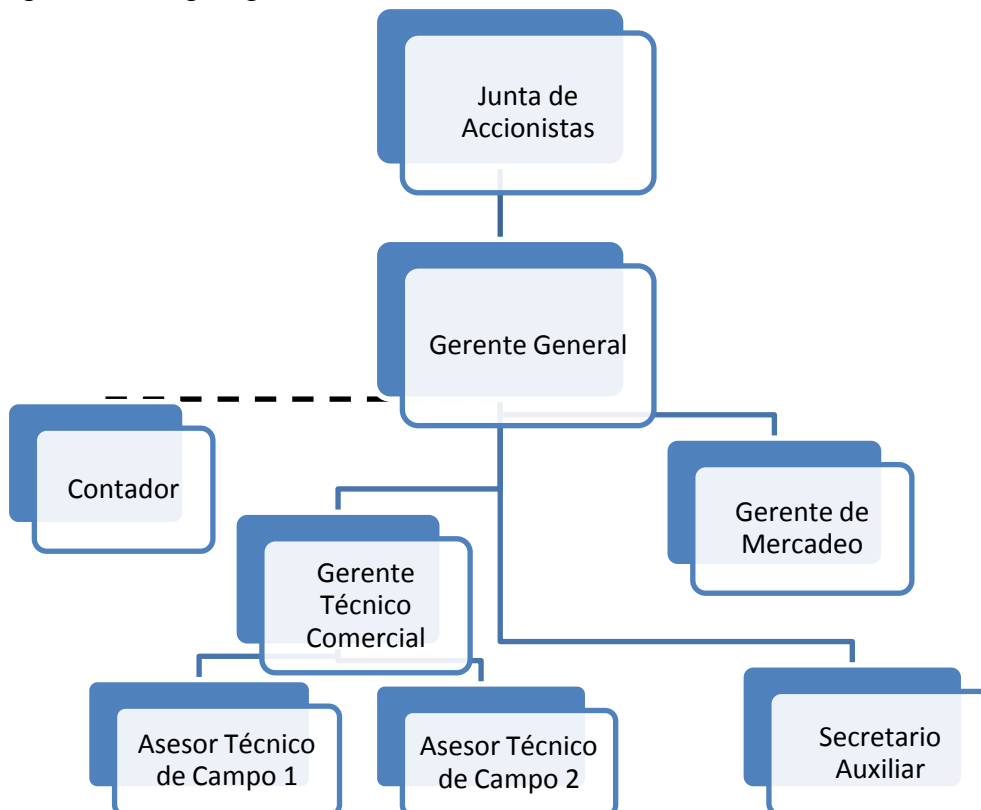 Junta de
Accionistas
Gerente General
Contador
Gerente de
Mercadeo
Gerente
Técnico
Comercial
Asesor Técnico
de Campo 1
Asesor Técnico
de Campo 2
Secretario
Auxiliar